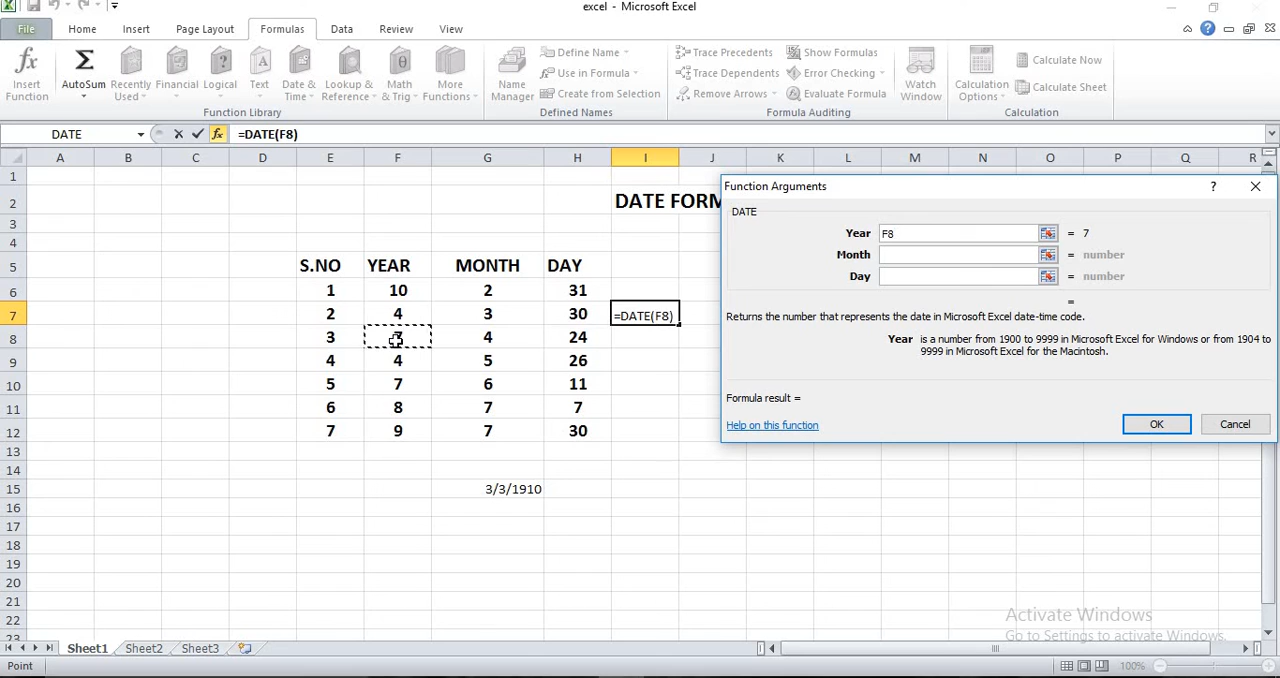 excel - Microsoft Excel
File Home Insert Page Layout Formulas Data Review View
Insert Function
AutoSum
Recently Used
Financial
Logical
Text
Date & Time
Lookup & Reference
Math & Trig
More Functions
Function Library
Name Manager
Define Name
Use in Formula
Create from Selection
Defined Names
Trace Precedents
Trace Dependents
Remove Arrows
Show Formulas
Error Checking
Evaluate Formula
Formula Auditing
Watch Window
Calculation Options
Calculate Now
Calculate Sheet
Calculation
DATE fx =DATE(F8)
A B C D E F G H I J K L M N O P Q R
1
2 DATE FORM
3
4
5 S.NO YEAR MONTH DAY
6 1 10 2 31
7 2 4 3 30 =DATE(F8)
8 3 7 4 24
9 4 4 5 26
10 5 7 6 11
11 6 8 7 7
12 7 9 7 30
13
14
15 3/3/1910
16
17
18
19
20
21
22
23
Function Arguments ?
DATE
Year F8 = 7
Month = number
Day = number
=
Returns the number that represents the date in Microsoft Excel date-time code.
Year is a number from 1900 to 9999 in Microsoft Excel for Windows or from 1904 to
9999 in Microsoft Excel for the Macintosh.
Formula result =
Help on this function OK Cancel
Activate Windows
Go to Settings to activate Windows.
Sheet1 Sheet2 Sheet3
Point 100%